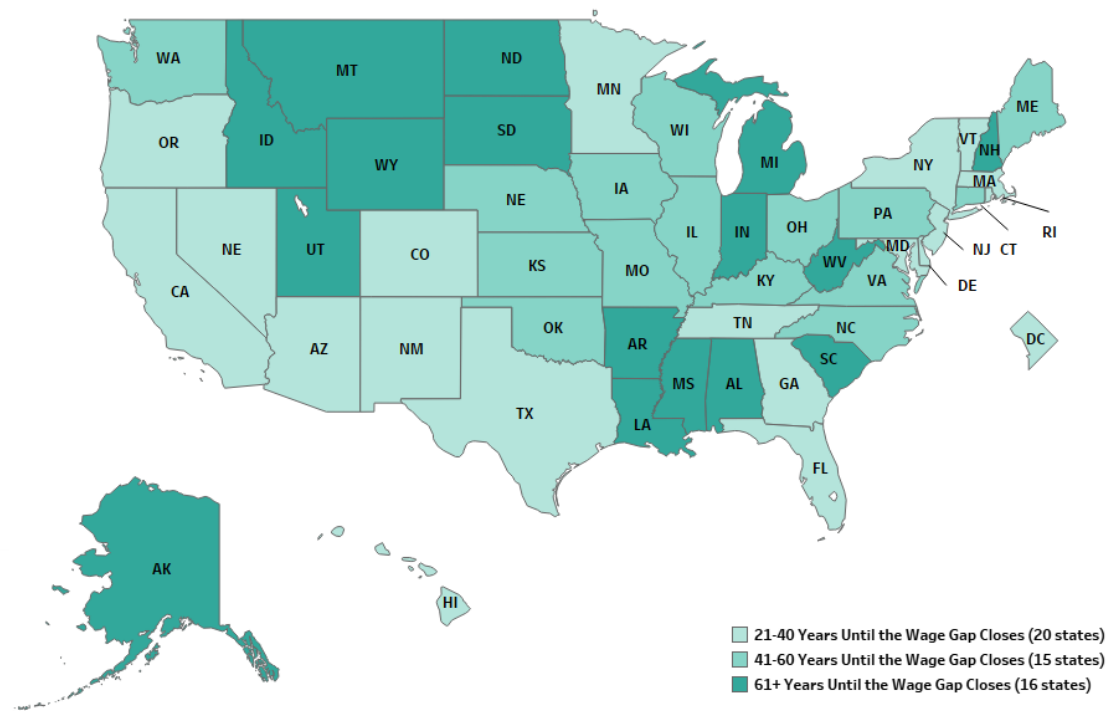 WA
MT
ND
MN
ME
VT
NH
OR
ID
SD
WI
MI
NY
WY
MA
NE
IA
PA
RI
NE
UT
CO
IL
IN
OH
MD
NJ
CT
KS
MO
WV
VA
DE
CA
KY
OK
TN
NC
DC
AZ
NM
AR
SC
MS
AL
GA
TX
LA
FL
AK
HI
21-40 Years Until the Wage Gap Closes (20 states)
41-60 Years Until the Wage Gap Closes (15 states)
61+ Years Until the Wage Gap Closes (16 states)